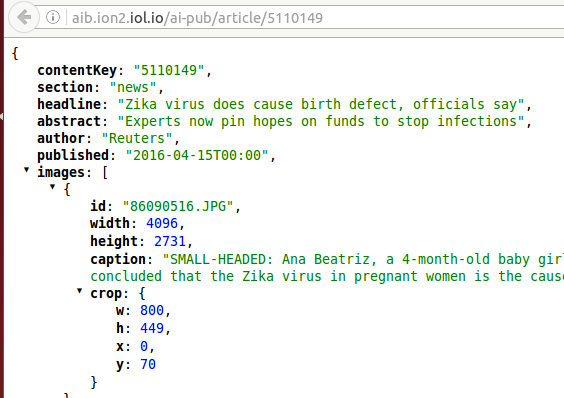 aib.ion2.iol.io/ai-pub/article/5110149
{
contentKey: "5110149",
section: "news",
headline: "Zika virus does cause birth defect, officials say",
abstract: "Experts now pin hopes on funds to stop infections",
author: "Reuters",
published: "2016-04-15T00:00",
images: [
{
id: "86090516.JPG",
width: 4096,
height: 2731,
caption: "SMALL-HEADED: Ana Beatriz, a 4-month-old baby girl
concluded that the Zika virus in pregnant women is the cause
crop: {
w: 800,
h: 449,
x: 0,
y: 70
}
}